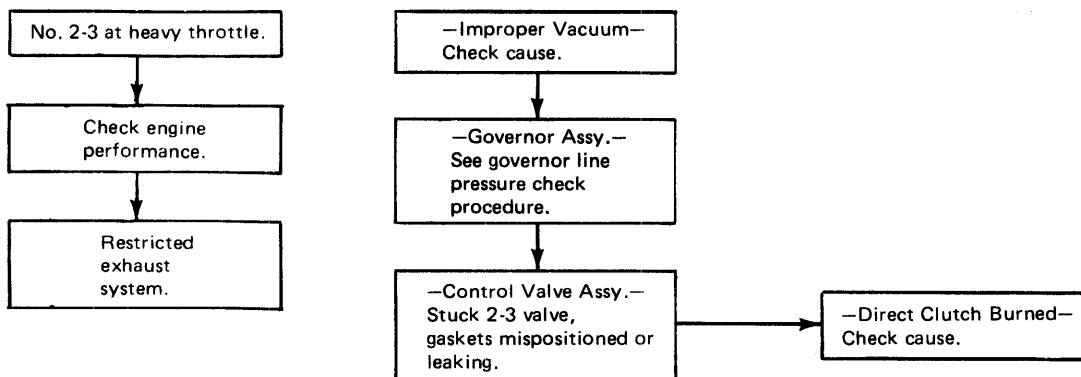 No. 2-3 at heavy throttle.
Check engine
performance.
Restricted
exhaust
system.
—Improper Vacuum—
Check cause.
—Governor Assy.—
See governor line
pressure check
procedure.
—Control Valve Assy.—
Stuck 2-3 valve,
gaskets mispositioned or
leaking.
—Direct Clutch Burned—
Check cause.